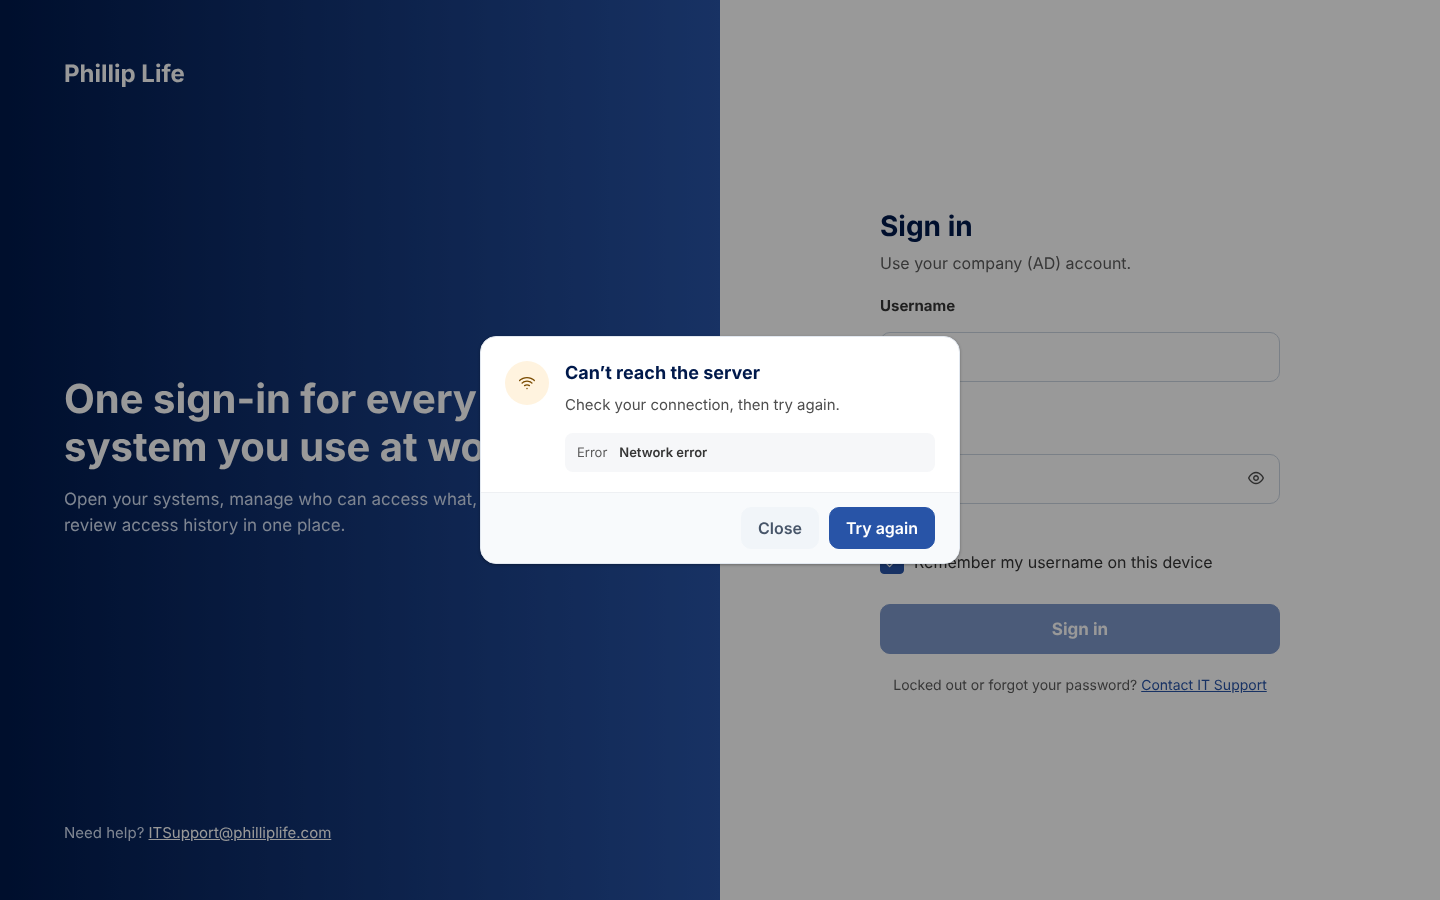 Phillip Life
One sign-in for every
system you use at wo
Open your systems, manage who can access what,
review access history in one place.
Need help? ITSupport@philliplife.com
Sign in
Use your company (AD) account.
Username
Can’t reach the server
Check your connection, then try again.
Error Network error
Close Try again
Remember my username on this device
Sign in
Locked out or forgot your password? Contact IT Support